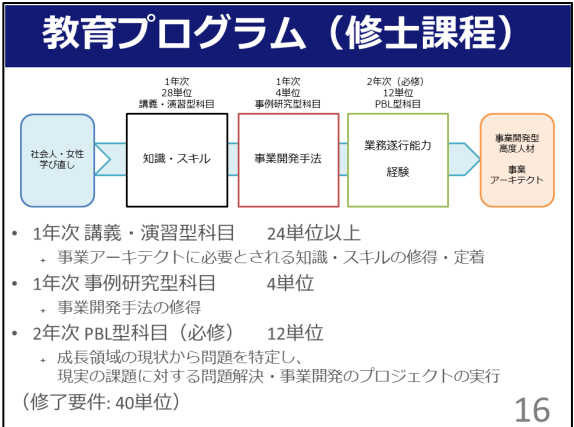 教育プログラム（修士課程）
1年次
28単位
講義・演習型科目
1年次
4単位
事例研究型科目
2年次（必修）
12単位
PBL型科目
社会人・女性
学び直し
知識・スキル
事業開発手法
業務遂行能力
経験
事業開発型
高度人材
事業
アーキテクト
• 1年次 講義・演習型科目 24単位以上
+ 事業アーキテクトに必要とされる知識・スキルの修得・定着
• 1年次 事例研究型科目 4単位
+ 事業開発手法の修得
• 2年次 PBL型科目（必修） 12単位
+ 成長領域の現状から問題を特定し、
現実の課題に対する問題解決・事業開発のプロジェクトの実行
（修了要件: 40単位）
16